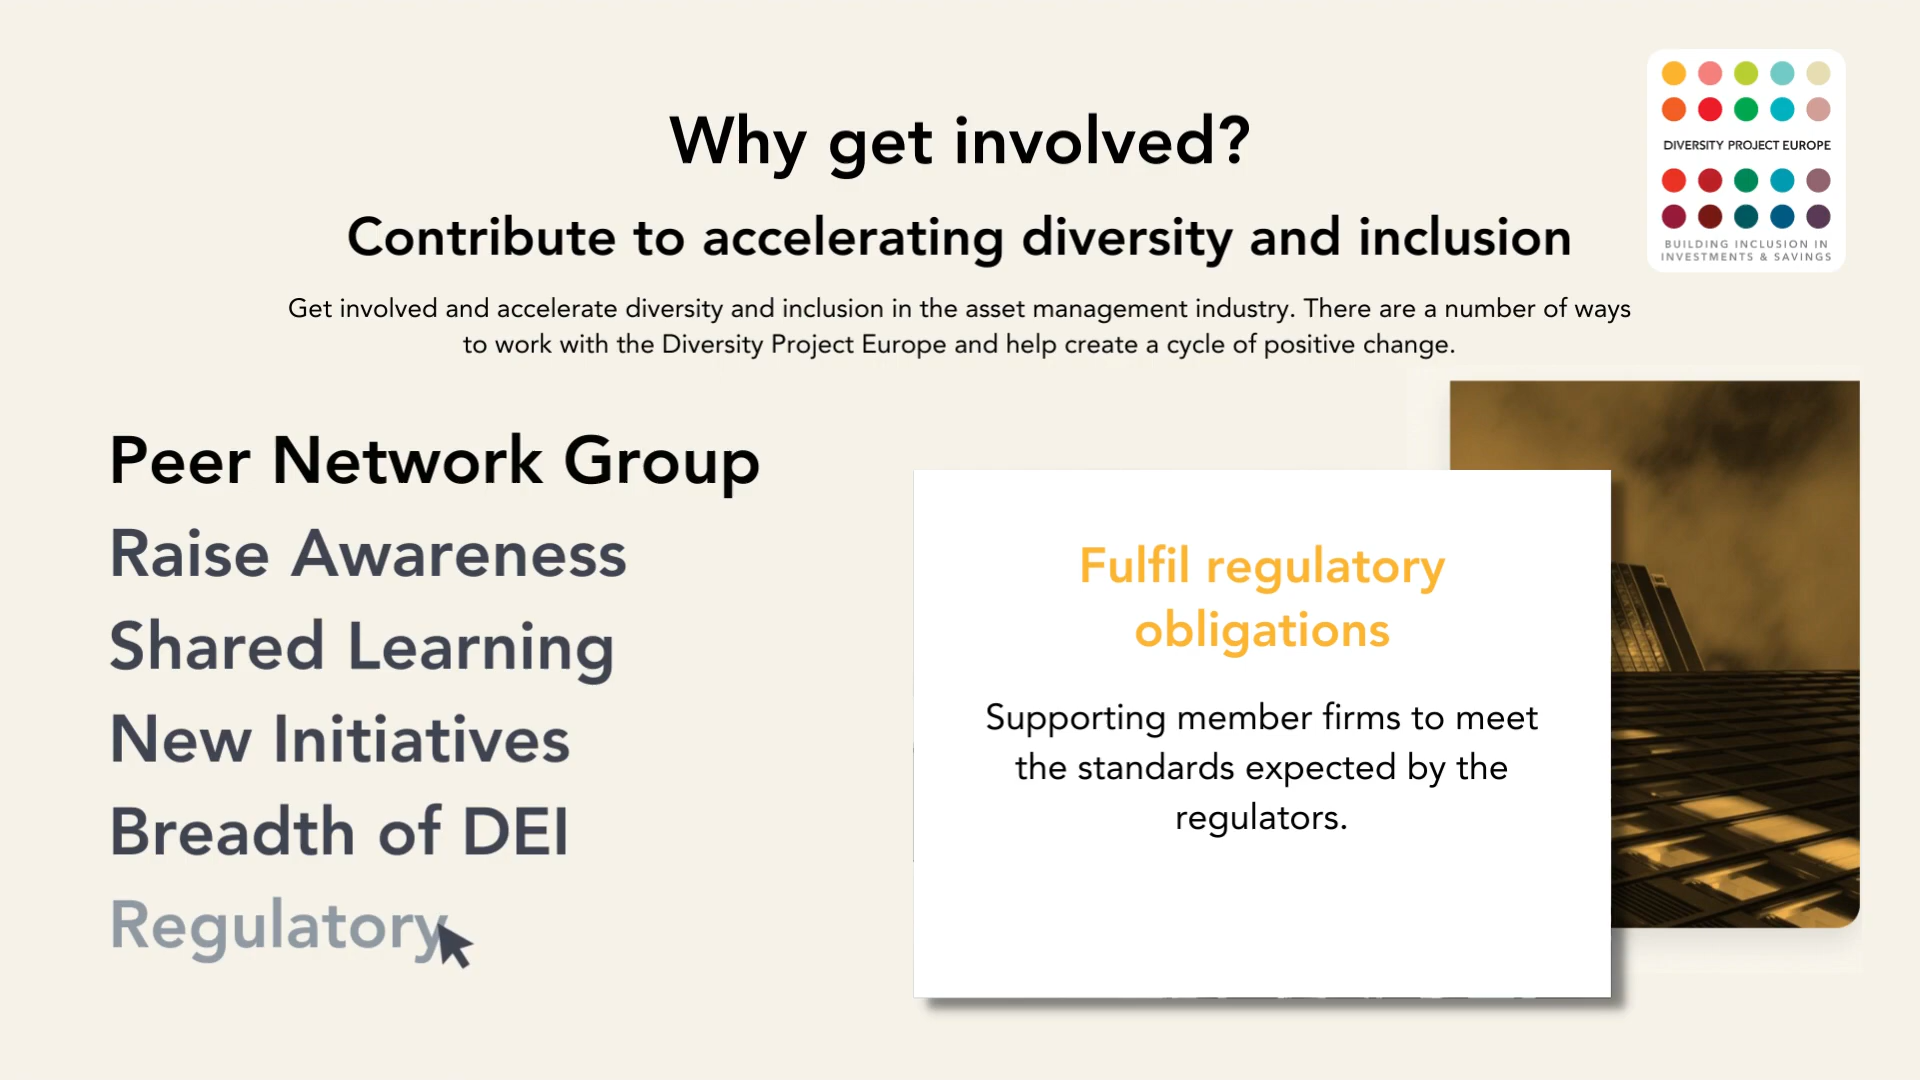 Why get involved?
Contribute to accelerating diversity and inclusion
Get involved and accelerate diversity and inclusion in the asset management industry. There are a number of ways
to work with the Diversity Project Europe and help create a cycle of positive change.
DIVERSITY PROJECT EUROPE
BUILDING INCLUSION IN
INVESTMENTS & SAVINGS
Peer Network Group
Raise Awareness
Shared Learning
New Initiatives
Breadth of DEI
Regulatory
Fulfil regulatory
obligations
Supporting member firms to meet
the standards expected by the
regulators.